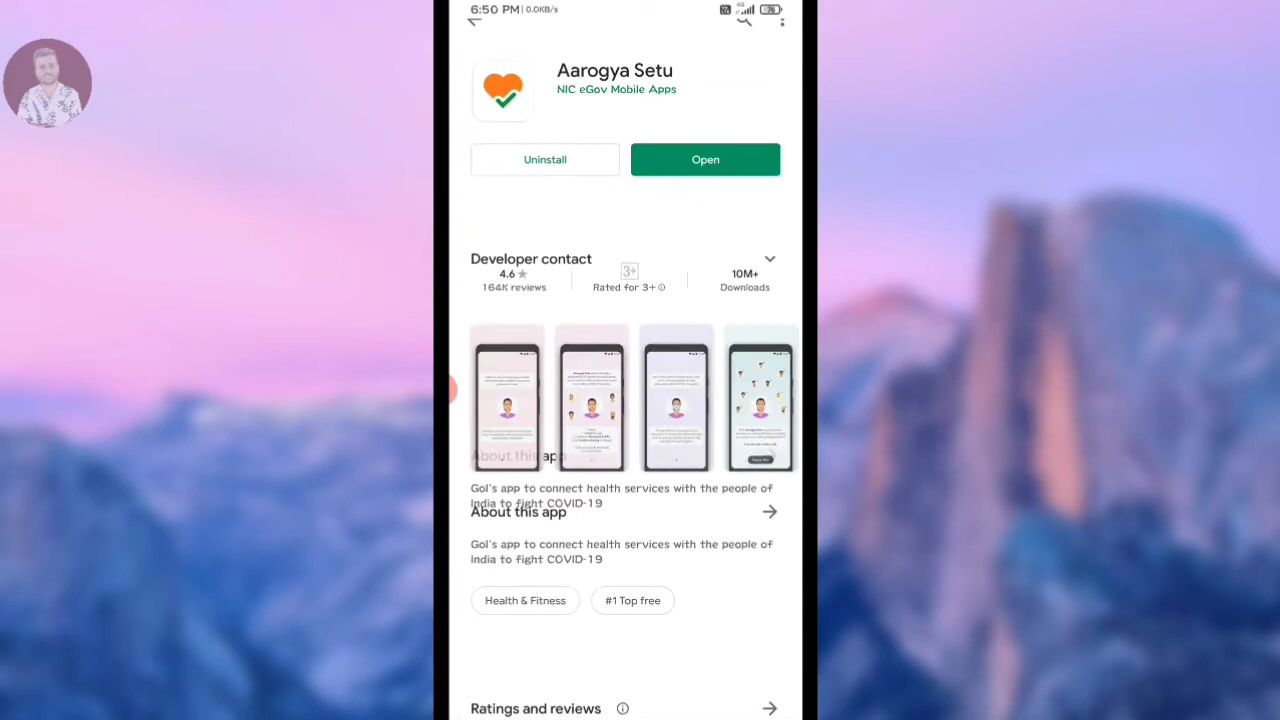 6:50 PM | 0.0KB/s
76
Aarogya Setu
NIC eGov Mobile Apps
Uninstall
Open
Developer contact
4.6 ★
3+
10M+
164K reviews
Rated for 3+
Downloads
About this app
GoI's app to connect health services with the people of
India to fight COVID-19
About this app
GoI's app to connect health services with the people of
India to fight COVID-19
Health & Fitness
#1 Top free
Ratings and reviews